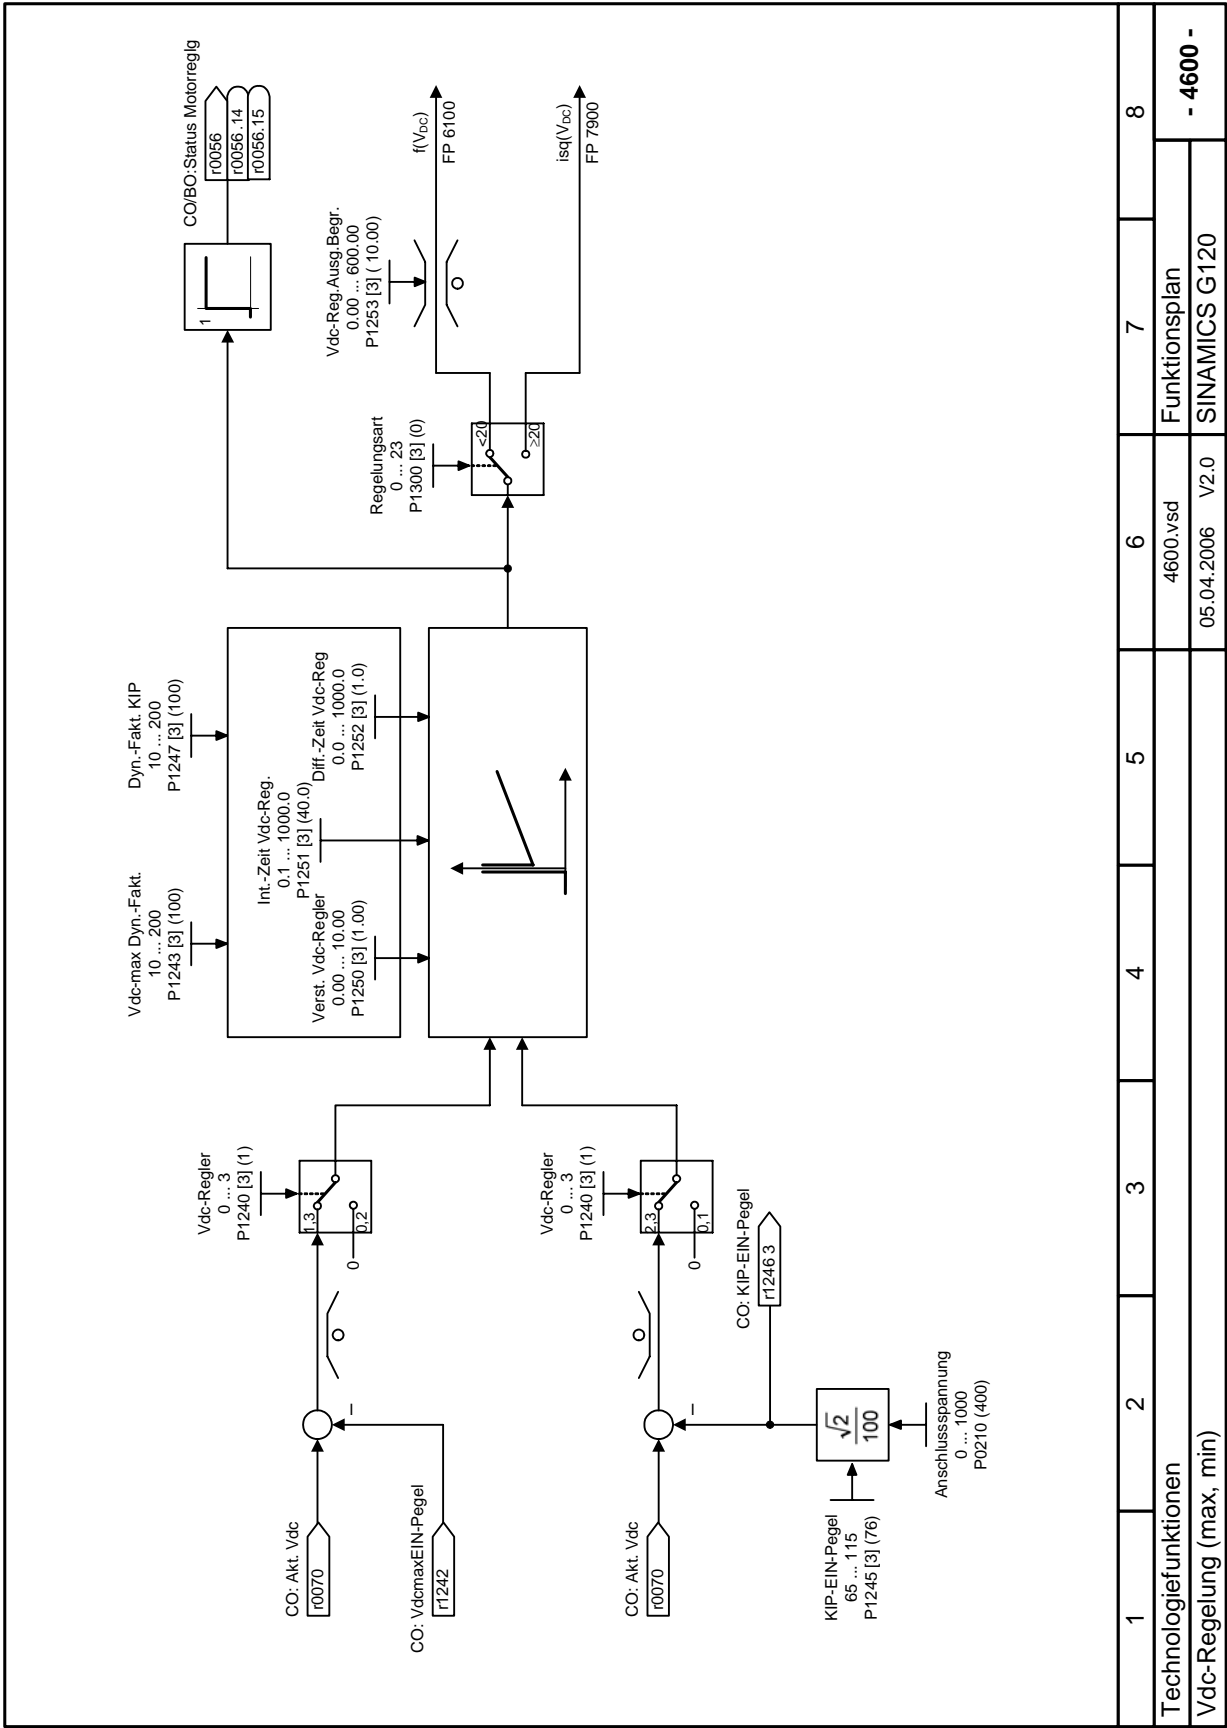 CO/BO:Status Motorreglg
r0056
r0056 .14
r0056.15
1
Dyn.-Fakt. KIP
10 ... 200
P1247 [3] (100)
Vdc-max Dyn.-Fakt.
10 ... 200
P1243 [3] (100)
Int.-Zeit Vdc-Reg.
0.1 ... 1000.0
P1251 [3] (40.0)
Verst. Vdc-Regler
0.00 ... 10.00
P1250 [3] (1.00)
Diff.-Zeit Vdc-Reg
0.0 ... 1000.0
P1252 [3] (1.0)
Vdc-Reg.Ausg.Begr.
0.00 ... 600.00
P1253 [3] ( 10.00)
f(VDC)
FP 6100
Regelungsart
0 ... 23
P1300 [3] (0)
<20
≥20
isq(VDC)
FP 7900
Vdc-Regler
0 ... 3
P1240 [3] (1)
1,3
0,2
0
CO: Akt. Vdc
r0070
–
CO: VdcmaxEIN-Pegel
r1242
Vdc-Regler
0 ... 3
P1240 [3] (1)
2,3
0,1
0
CO: Akt. Vdc
r0070
–
CO: KIP-EIN-Pegel
r1246 3
√2
100
KIP-EIN-Pegel
65 ... 115
P1245 [3] (76)
Anschlussspannung
0 ... 1000
P0210 (400)
1 2 3 4 5 6 7 8
Technologiefunktionen 4600.vsd Funktionsplan - 4600 -
Vdc-Regelung (max, min) 05.04.2006 V2.0 SINAMICS G120